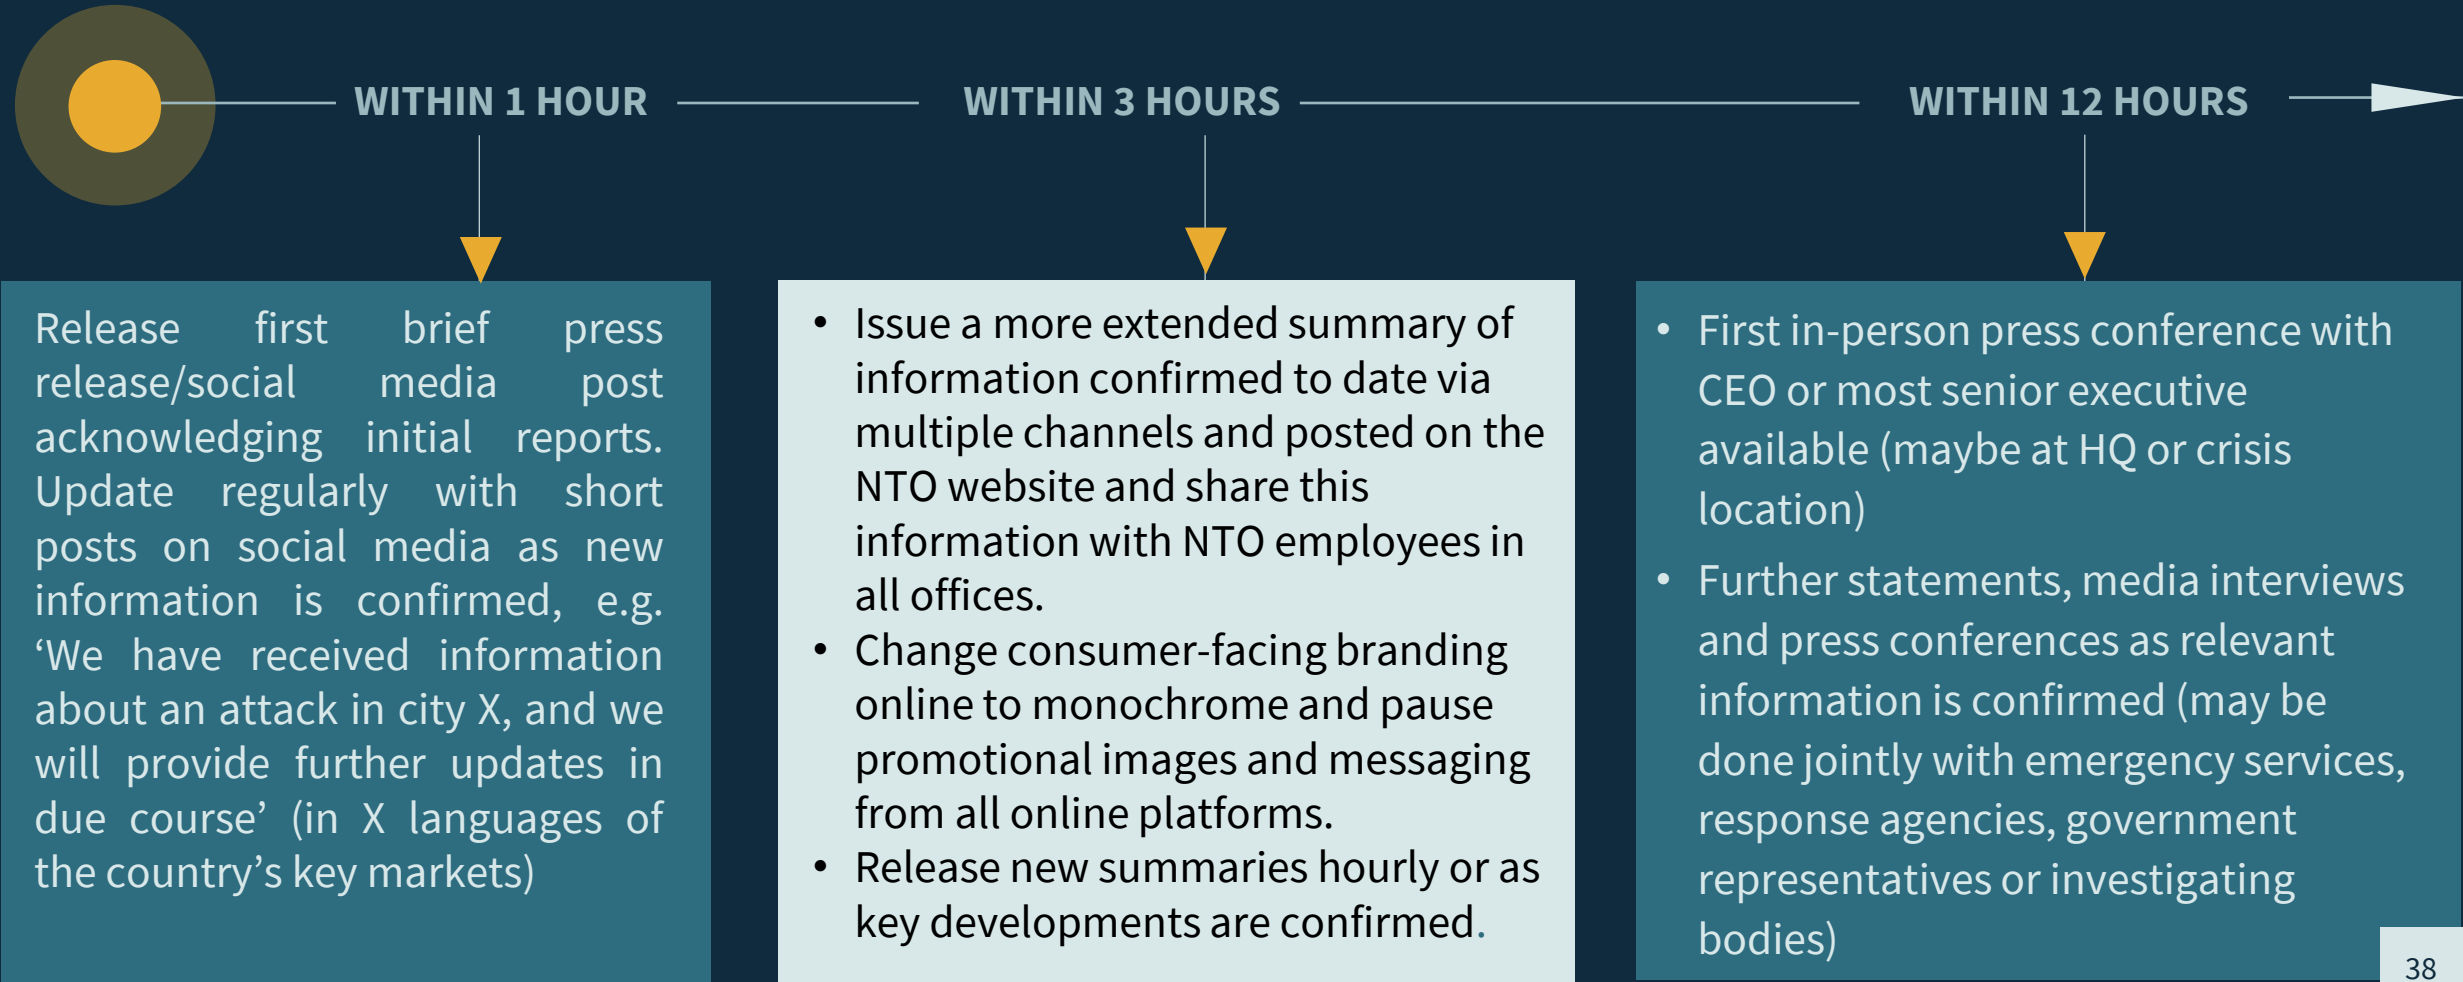 WITHIN 1 HOUR
WITHIN 3 HOURS
WITHIN 12 HOURS
Release first brief press
release/social media post
acknowledging initial reports.
Update regularly with short
posts on social media as new
information is confirmed, e.g.
‘We have received information
about an attack in city X, and we
will provide further updates in
due course’ (in X languages of
the country’s key markets)
• Issue a more extended summary of
information confirmed to date via
multiple channels and posted on the
NTO website and share this
information with NTO employees in
all offices.
• Change consumer-facing branding
online to monochrome and pause
promotional images and messaging
from all online platforms.
• Release new summaries hourly or as
key developments are confirmed.
• First in-person press conference with
CEO or most senior executive
available (maybe at HQ or crisis
location)
• Further statements, media interviews
and press conferences as relevant
information is confirmed (may be
done jointly with emergency services,
response agencies, government
representatives or investigating
bodies)
38